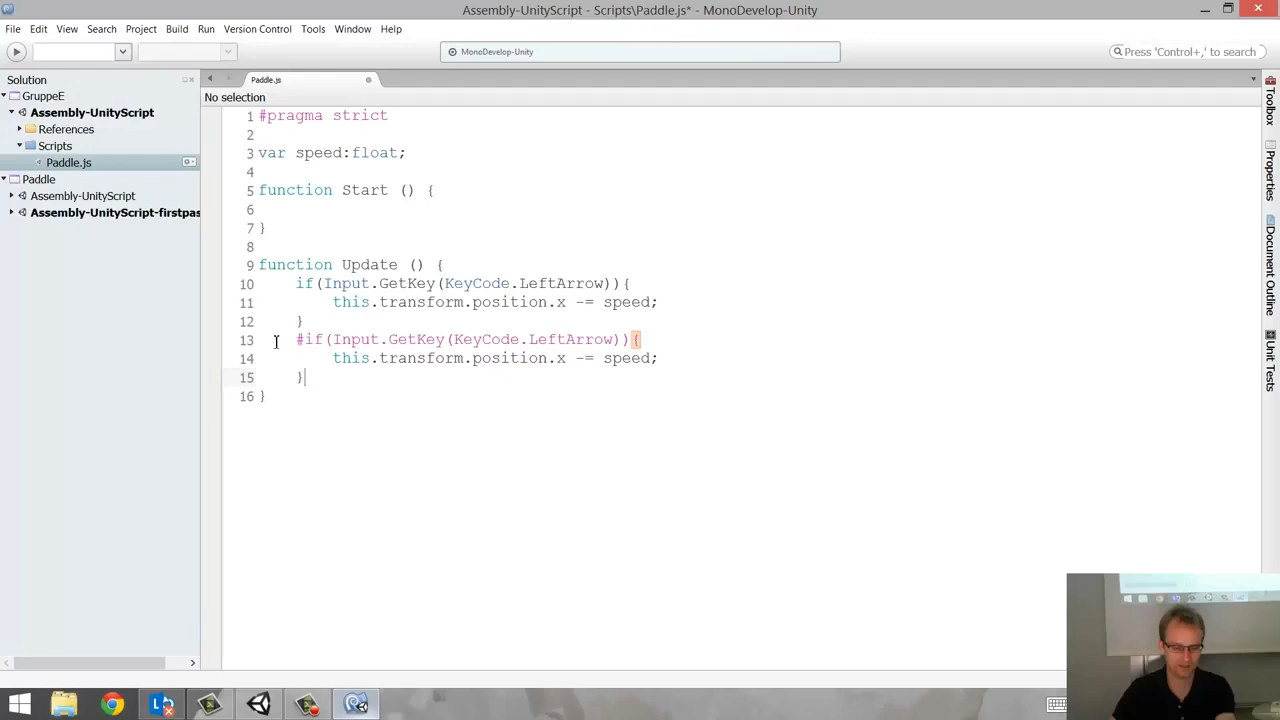 Assembly-UnityScript - Scripts\Paddle.js* - MonoDevelop-Unity
File Edit View Search Project Build Run Version Control Tools Window Help
MonoDevelop-Unity
Press 'Control+,' to search
Solution
GruppeE
Assembly-UnityScript
References
Scripts
Paddle.js
Paddle
Assembly-UnityScript
Assembly-UnityScript-firstpas
Paddle.js
No selection
1 #pragma strict
2
3 var speed:float;
4
5 function Start () {
6
7 }
8
9 function Update () {
10 if(Input.GetKey(KeyCode.LeftArrow)){
11 this.transform.position.x -= speed;
12 }
13 #if(Input.GetKey(KeyCode.LeftArrow)){
14 this.transform.position.x -= speed;
15 }
16 }
Toolbox
Properties
Document Outline
Unit Tests